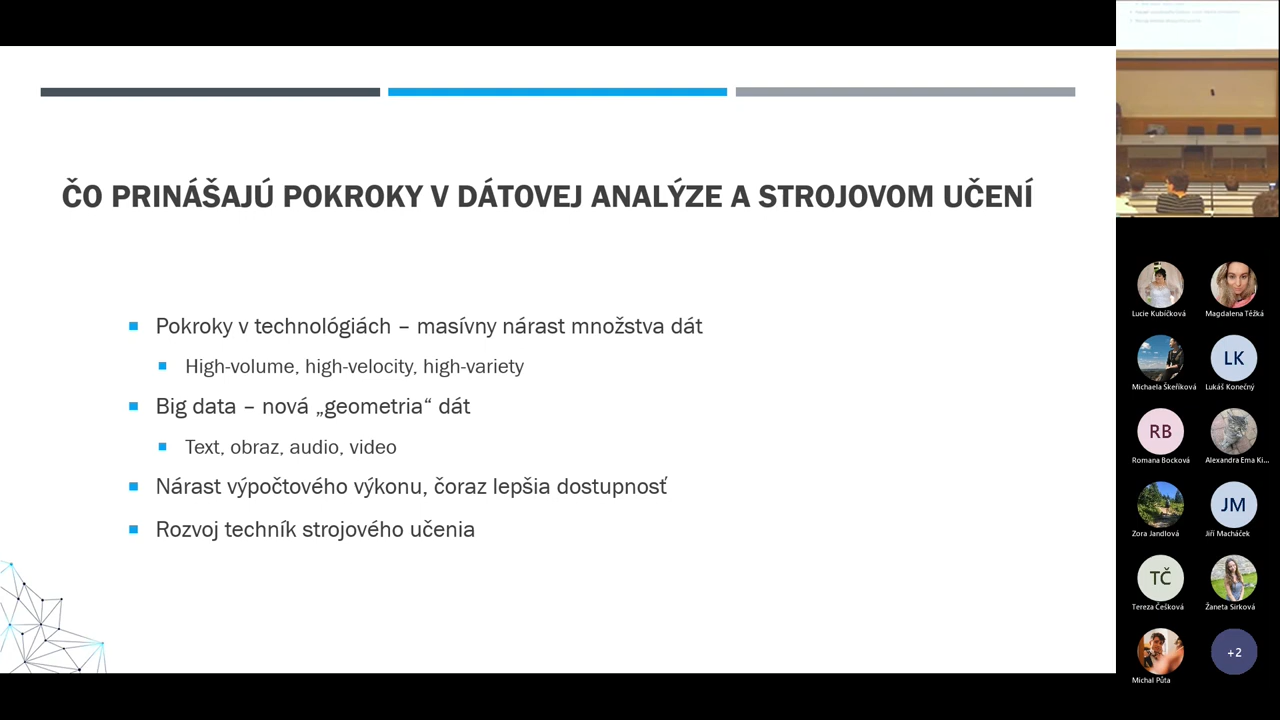 ČO PRINÁŠAJÚ POKROKY V DÁTOVEJ ANALÝZE A STROJOVOM UČENÍ
Pokroky v technológiách – masívny nárast množstva dát
High-volume, high-velocity, high-variety
Big data – nová „geometria“ dát
Text, obraz, audio, video
Nárast výpočtového výkonu, čoraz lepšia dostupnosť
Rozvoj techník strojového učenia
Lucie Kubíčková
Magdalena Těžká
Michaela Škeříková
LK
Lukáš Konečný
RB
Romana Bocková
Alexandra Ema Ki...
Zora Jandlová
JM
Jiří Macháček
TČ
Tereza Češková
Žaneta Sirková
Michal Půta
+2